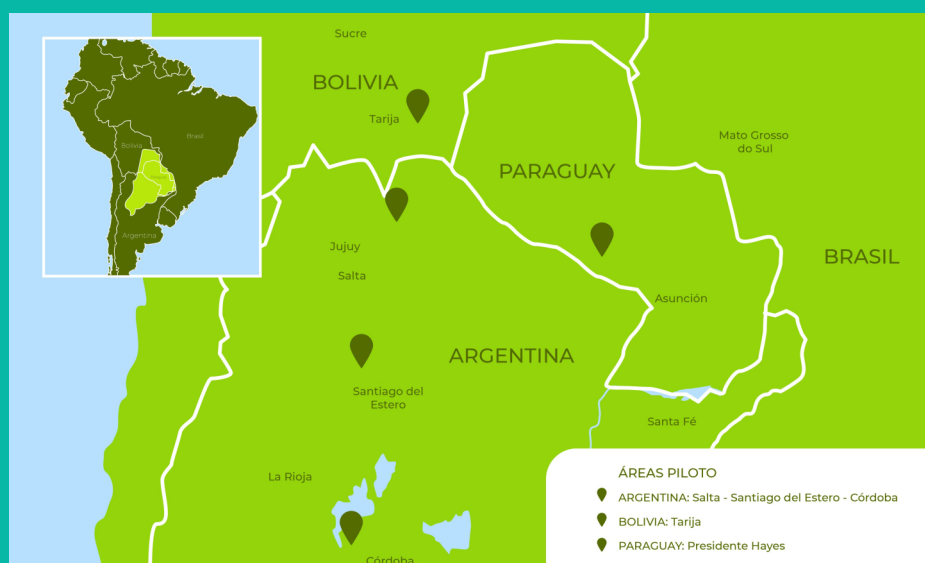 Sucre
BOLIVIA
Tarija
Mato Grosso
do Sul
PARAGUAY
Brasil
Bolivia
Argentina
Jujuy
Salta
BRASIL
Asunción
ARGENTINA
Santiago del
Estero
Santa Fé
La Rioja
Córdoba
ÁREAS PILOTO
ARGENTINA: Salta - Santiago del Estero - Córdoba
BOLIVIA: Tarija
PARAGUAY: Presidente Hayes